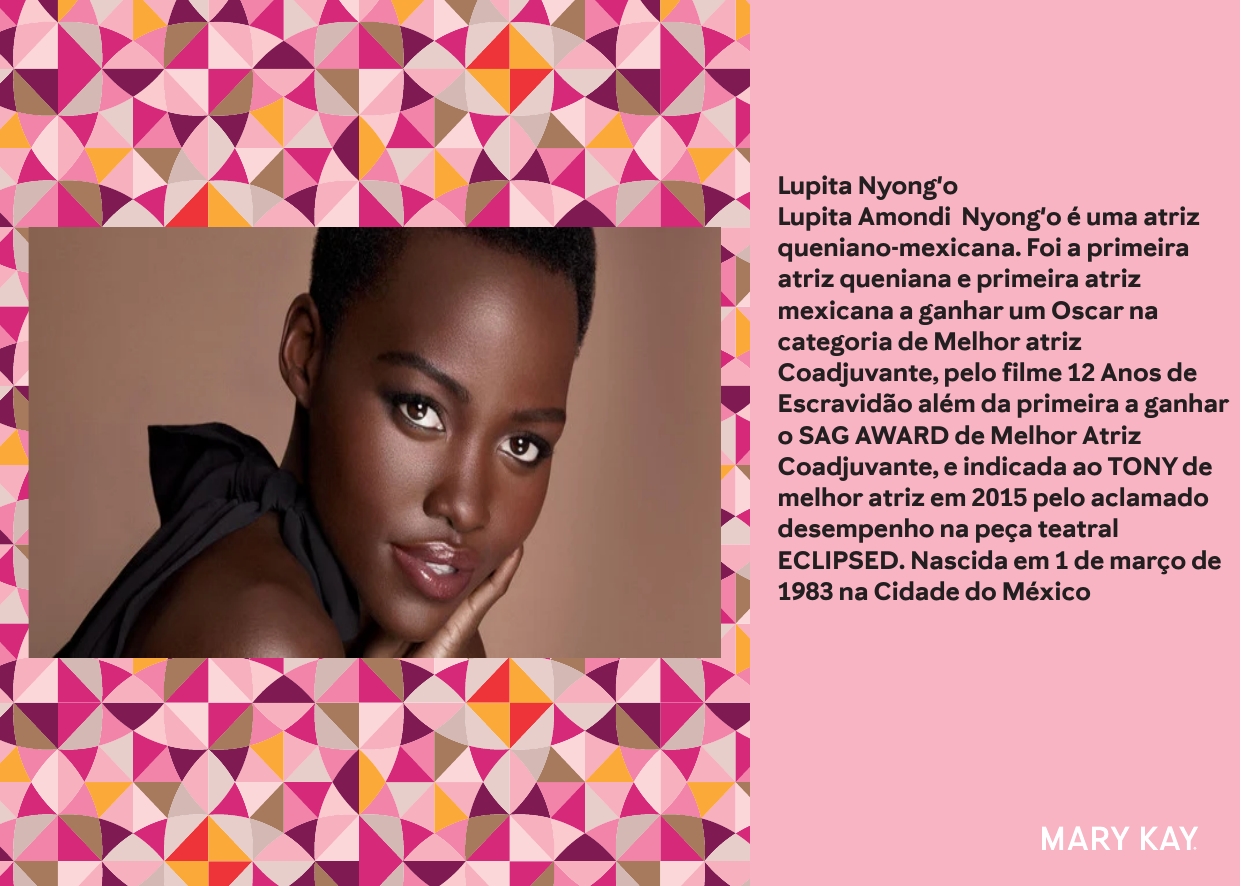 Lupita Nyong'o
Lupita Amondi  Nyong'o é uma atriz
queniano-mexicana. Foi a primeira
atriz queniana e primeira atriz
mexicana a ganhar um Oscar na
categoria de Melhor atriz
Coadjuvante, pelo filme 12 Anos de
Escravidão além da primeira a ganhar
o SAG AWARD de Melhor Atriz
Coadjuvante, e indicada ao TONY de
melhor atriz em 2015 pelo aclamado
desempenho na peça teatral
ECLIPSED. Nascida em 1 de março de
1983 na Cidade do México
MARY KAY